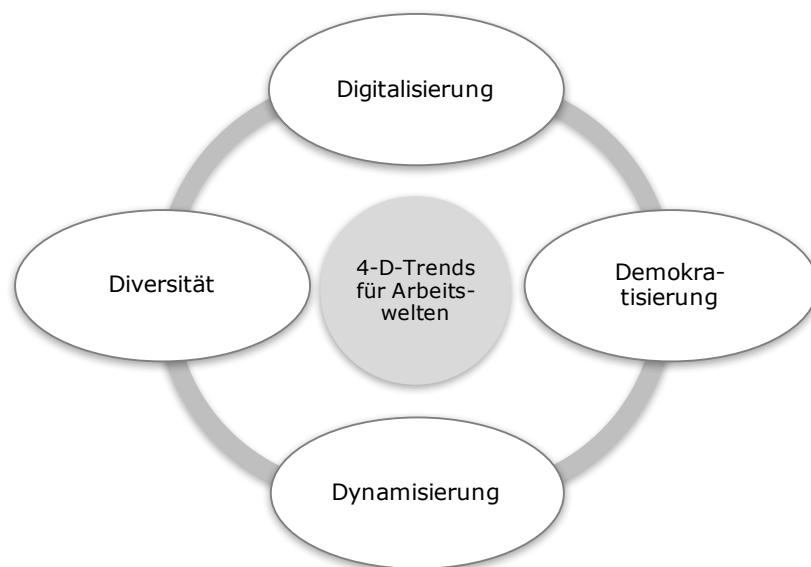 Digitalisierung
Diversität
4-D-Trends
für Arbeits-
welten
Demokra-
tisierung
Dynamisierung